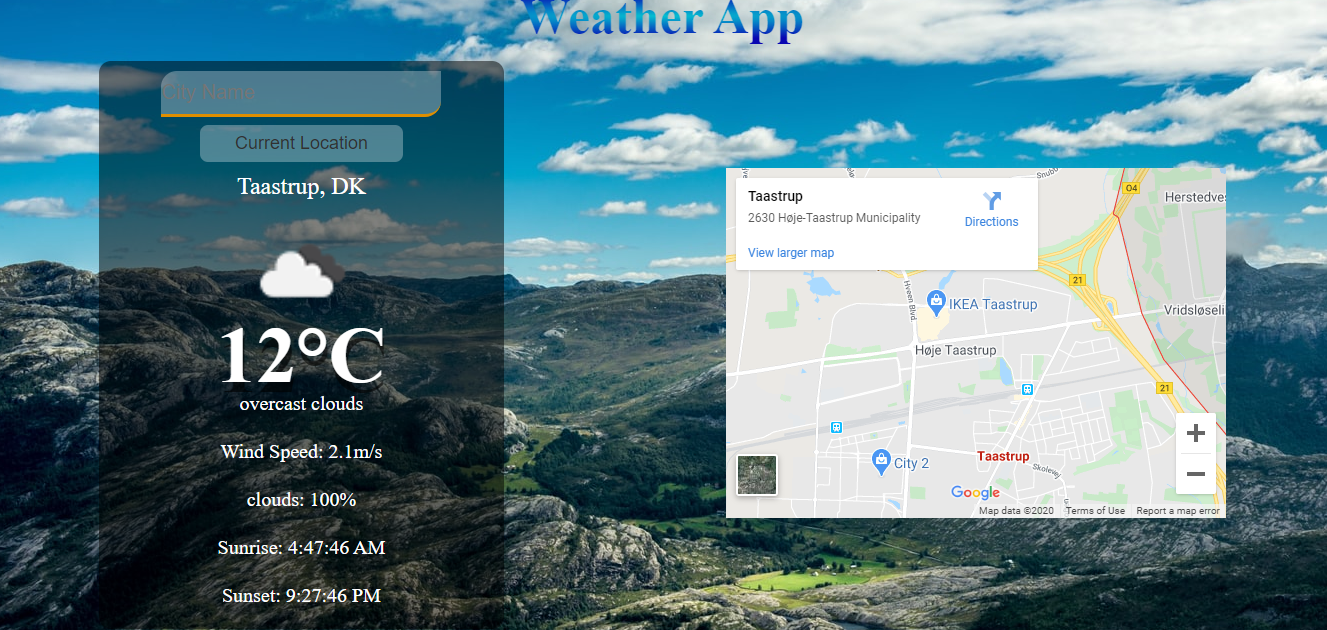 Weather App
City Name
Current Location
Taastrup, DK
12°C
overcast clouds
Wind Speed: 2.1m/s
clouds: 100%
Sunrise: 4:47:46 AM
Sunset: 9:27:46 PM
Taastrup
2630 Høje-Taastrup Municipality
Directions
View larger map
O4
Herstedves
21
Hveen Blvd
IKEA Taastrup
Vridsløseli
Høje Taastrup
21
Taastrup
City 2
Skolevej
Google
Map data ©2020 Terms of Use Report a map error